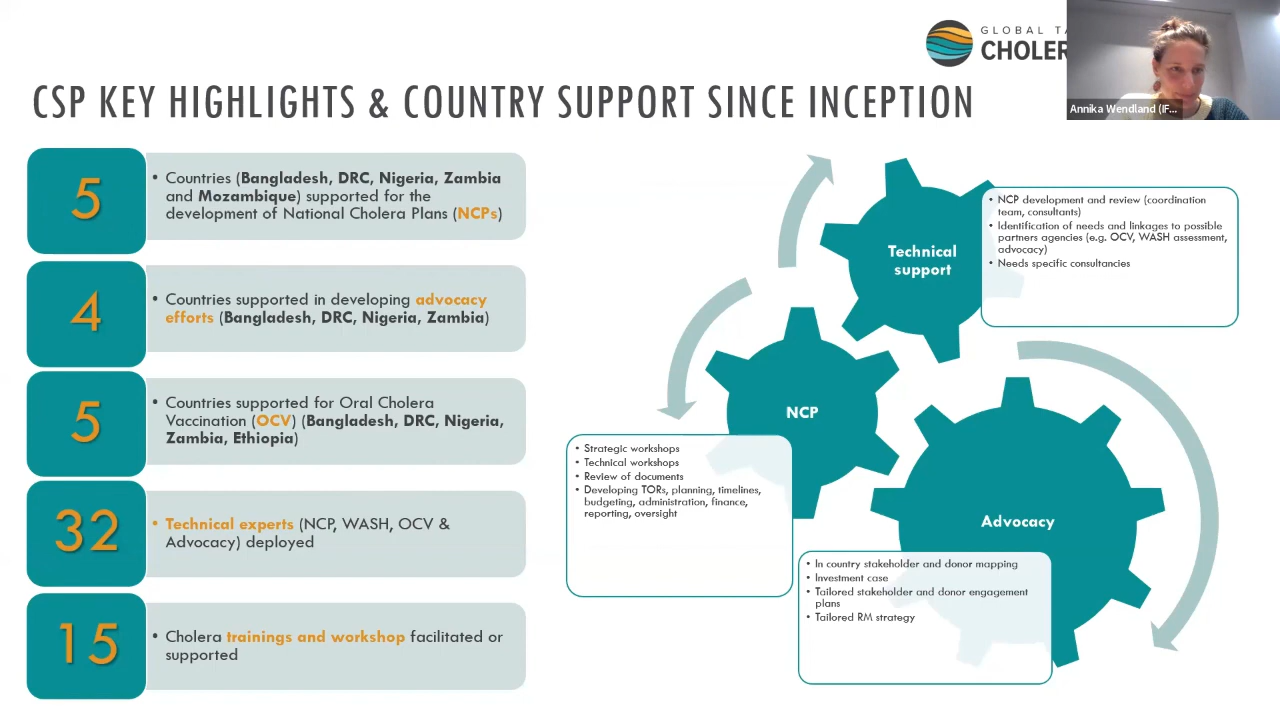 GLOBAL TA
CHOLER
Annika Wendland (IF...
CSP KEY HIGHLIGHTS & COUNTRY SUPPORT SINCE INCEPTION
5
• Countries (Bangladesh, DRC, Nigeria, Zambia
and Mozambique) supported for the
development of National Cholera Plans (NCPs)
4
• Countries supported in developing advocacy
efforts (Bangladesh, DRC, Nigeria, Zambia)
5
• Countries supported for Oral Cholera
Vaccination (OCV) (Bangladesh, DRC, Nigeria,
Zambia, Ethiopia)
32
• Technical experts (NCP, WASH, OCV &
Advocacy) deployed
15
• Cholera trainings and workshop facilitated or
supported
Technical
support
• NCP development and review (coordination
team, consultants)
• Identification of needs and linkages to possible
partners agencies (e.g. OCV, WASH assessment,
advocacy)
• Needs specific consultancies
NCP
• Strategic workshops
• Technical workshops
• Review of documents
• Developing TORs, planning, timelines,
budgeting, administration, finance,
reporting, oversight
Advocacy
• In country stakeholder and donor mapping
• Investment case
• Tailored stakeholder and donor engagement
plans
• Tailored RM strategy